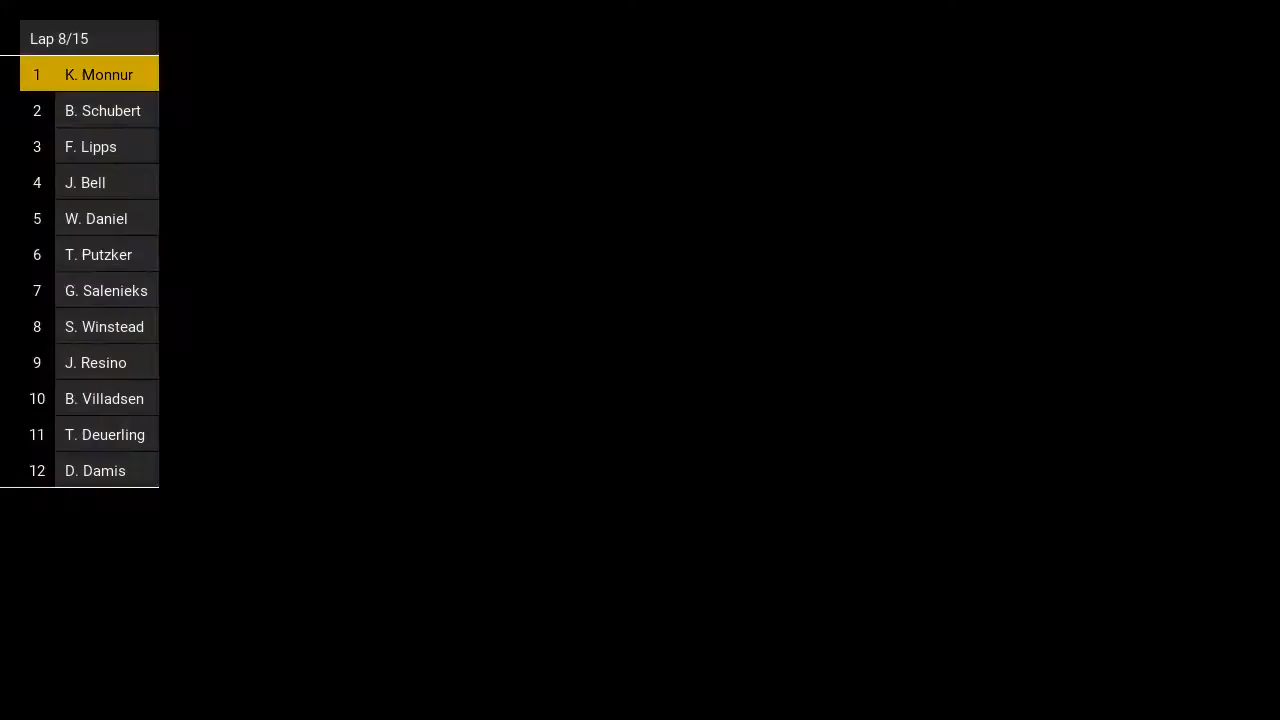 Lap 8/15
1 K. Monnur
2 B. Schubert
3 F. Lipps
4 J. Bell
5 W. Daniel
6 T. Putzker
7 G. Salenieks
8 S. Winstead
9 J. Resino
10 B. Villadsen
11 T. Deuerling
12 D. Damis